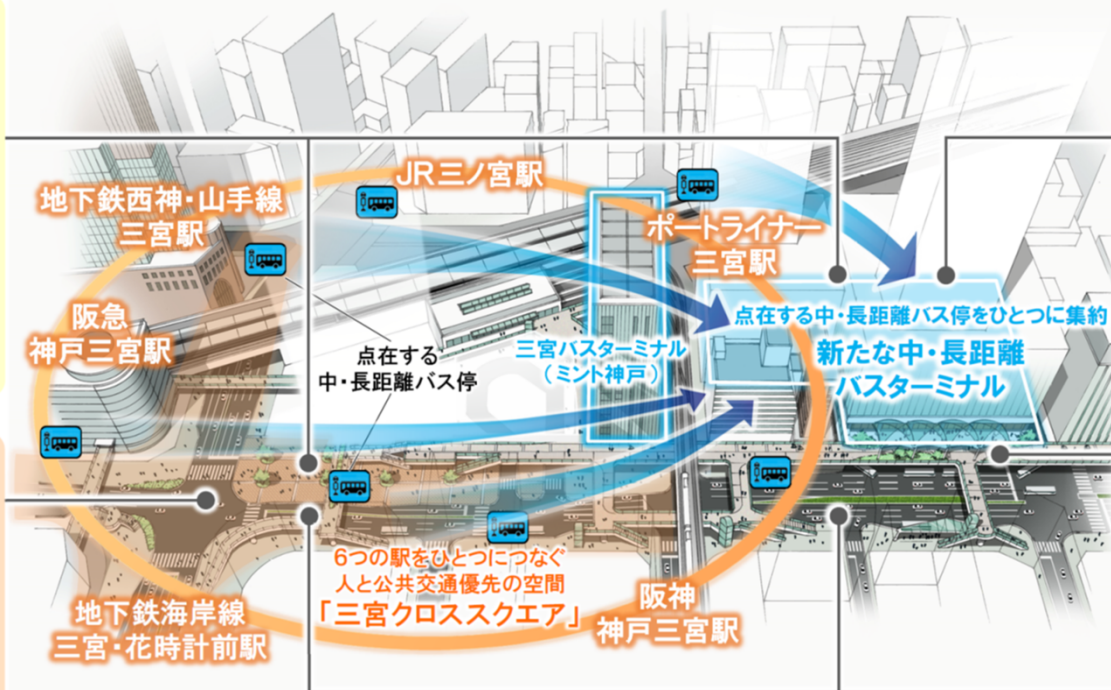 JR三ノ宮駅
地下鉄西神・山手線
三宮駅
ポートライナー
三宮駅
阪急
神戸三宮駅
点在する
中・長距離バス停
三宮バスターミナル
（ミント神戸）
点在する中・長距離バス停をひとつに集約
新たな中・長距離
バスターミナル
6つの駅をひとつにつなぐ
人と公共交通優先の空間
「三宮クロススクエア」
地下鉄海岸線
三宮・花時計前駅
阪神
神戸三宮駅